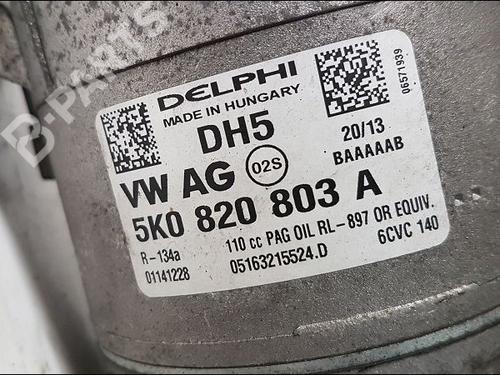 B-PARTS
DELPHI
MADE IN HUNGARY
DH5
VW AG 02S
20/13
BAAAAAB
06571939
5K0 820 803 A
R-134a
01141228
110 cc PAG OIL RL-897 OR EQUIV.
05163215524.D
6CVC 140